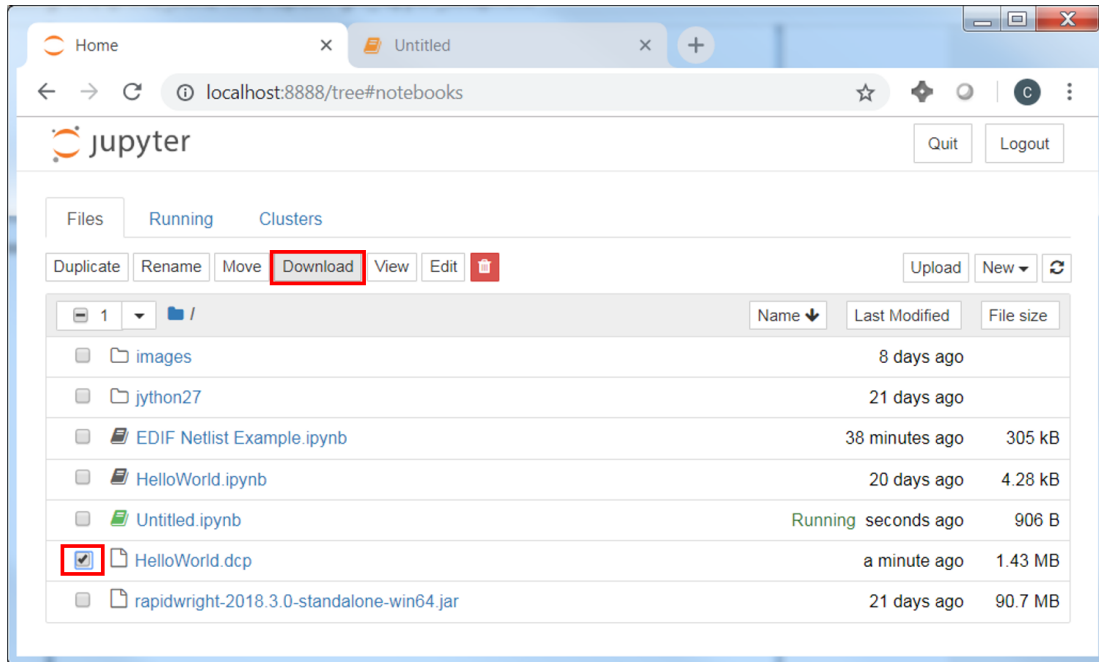 Home Untitled
localhost:8888/tree#notebooks C
jupyter Quit Logout
Files Running Clusters
Duplicate Rename Move Download View Edit Upload New
1 / Name Last Modified File size
images 8 days ago
jython27 21 days ago
EDIF Netlist Example.ipynb 38 minutes ago 305 kB
HelloWorld.ipynb 20 days ago 4.28 kB
Untitled.ipynb Running seconds ago 906 B
HelloWorld.dcp a minute ago 1.43 MB
rapidwright-2018.3.0-standalone-win64.jar 21 days ago 90.7 MB